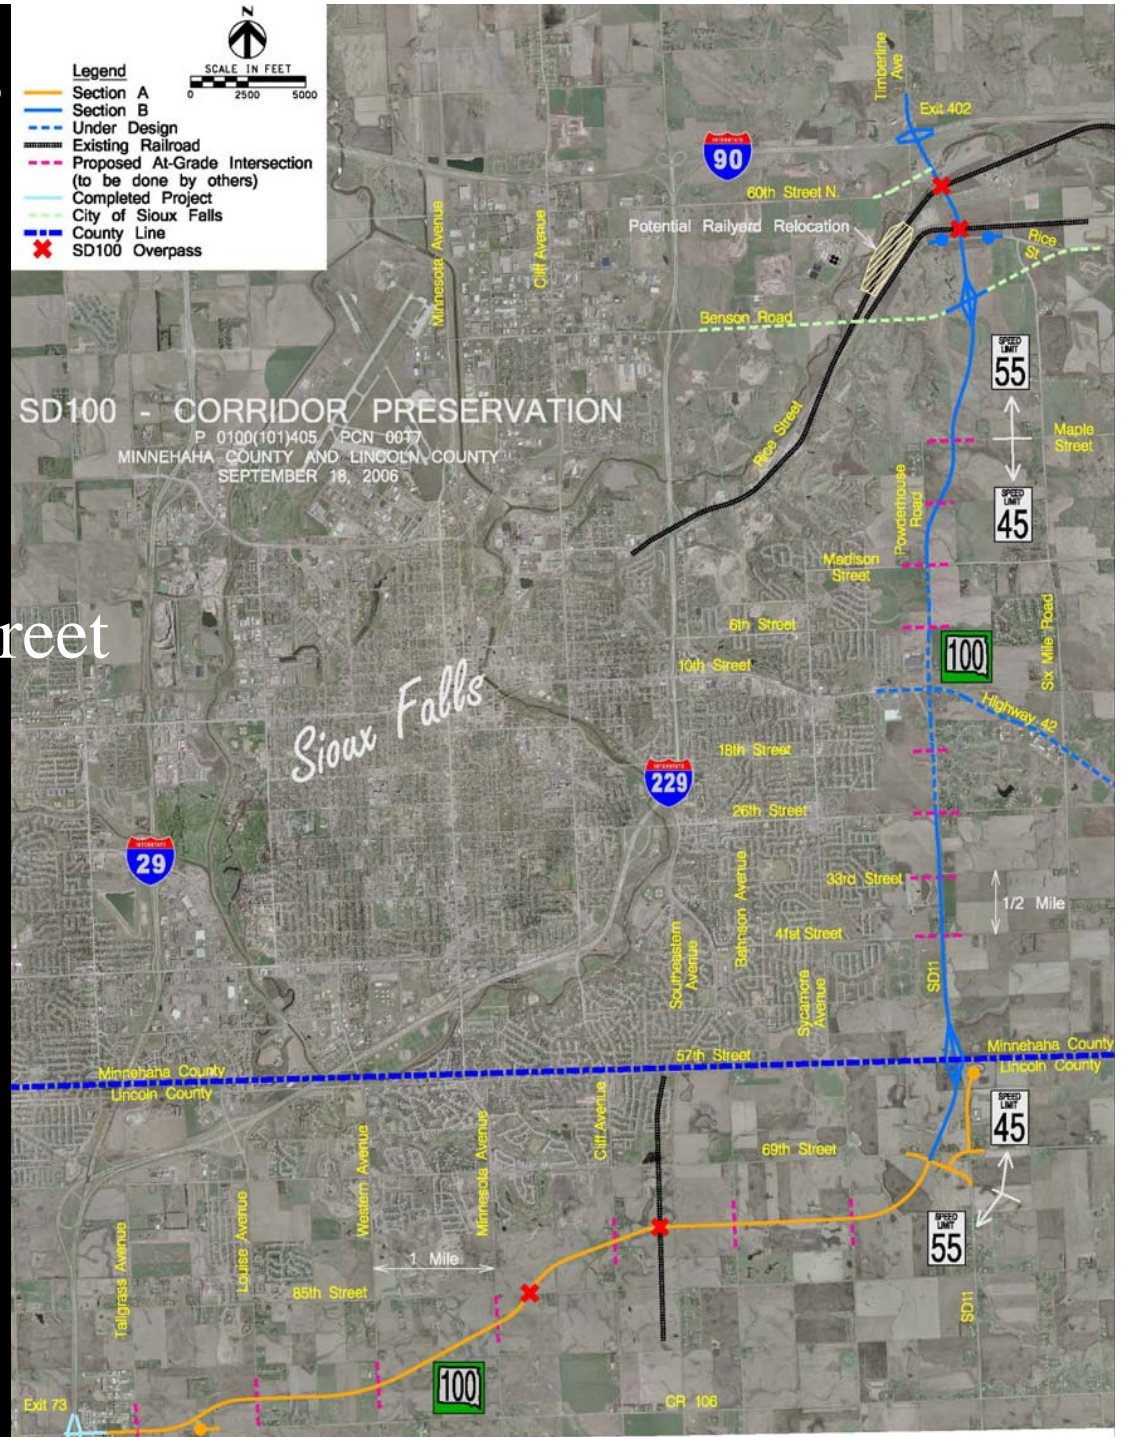 N
SCALE IN FEET
0 2500 5000
Legend
Section A
Section B
Under Design
Existing Railroad
Proposed At-Grade Intersection
(to be done by others)
Completed Project
City of Sioux Falls
County Line
SD100 Overpass
Timberline
Ave
Exit 402
INTERSTATE
90
60th Street N.
Potential Railyard Relocation
Minnesota Avenue
Cliff Avenue
Rice
St
Benson Road
SPEED
LIMIT
55
SD100 - CORRIDOR PRESERVATION
P 0100(101)405 PCN 00T7
MINNEHAHA COUNTY AND LINCOLN COUNTY
SEPTEMBER 18, 2006
Rice Street
Maple
Street
Powderhouse
Road
SPEED
LIMIT
45
Madison
Street
reet
6th Street
10th Street
100
Six Mile Road
Highway 42
Sioux Falls
18th Street
INTERSTATE
229
26th Street
INTERSTATE
29
33rd Street
1/2 Mile
Bahnson Avenue
41st Street
Southeastern
Avenue
Sycamore
Avenue
SD11
57th Street
Minnehaha County
Lincoln County
Minnehaha County
Lincoln County
SPEED
LIMIT
45
Cliff Avenue
Western Avenue
Minnesota Avenue
69th Street
Louise Avenue
Tallgrass Avenue
SPEED
LIMIT
55
1 Mile
85th Street
SD11
100
Exit 73
CR 106